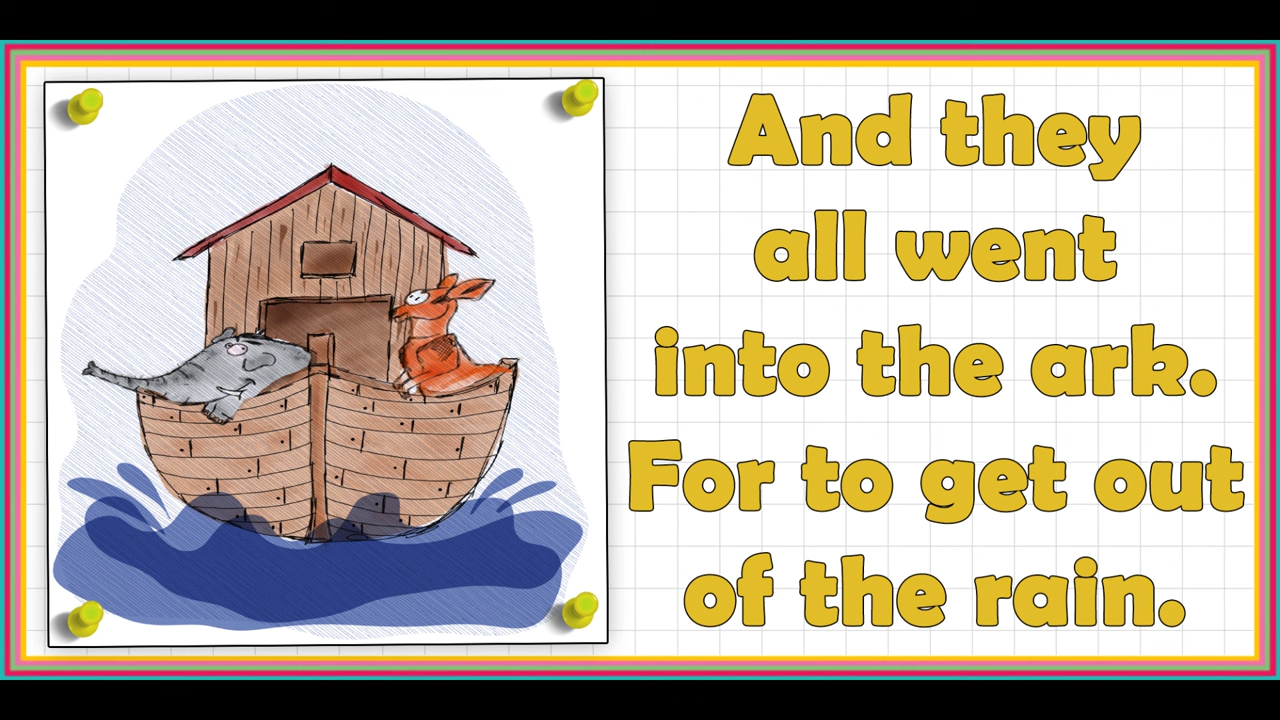 And they
all went
into the ark.
For to get out
of the rain.